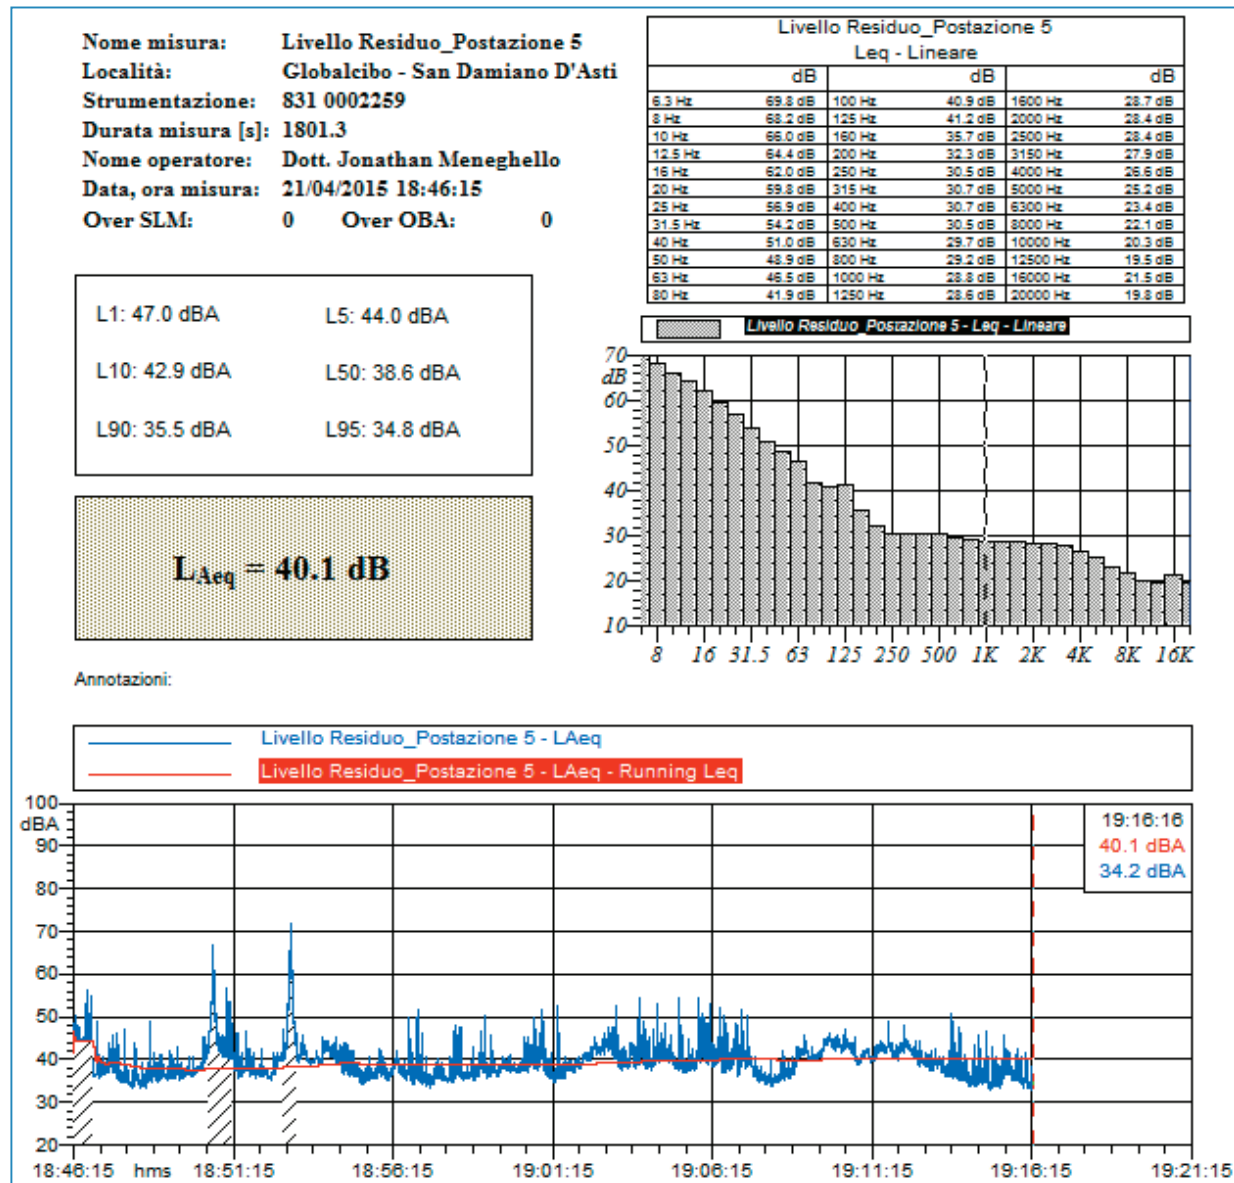 Nome misura: Livello Residuo_Postazione 5
Località: Globalcibo - San Damiano D'Asti
Strumentazione: 831 0002259
Durata misura [s]: 1801.3
Nome operatore: Dott. Jonathan Meneghello
Data, ora misura: 21/04/2015 18:46:15
Over SLM: 0 Over OBA: 0
Livello Residuo_Postazione 5
Leq - Lineare
dB dB dB
6.3 Hz 69.8 dB 100 Hz 40.9 dB 1600 Hz 28.7 dB
8 Hz 68.2 dB 125 Hz 41.2 dB 2000 Hz 28.4 dB
10 Hz 66.0 dB 160 Hz 35.7 dB 2500 Hz 28.4 dB
12.5 Hz 64.4 dB 200 Hz 32.3 dB 3150 Hz 27.9 dB
16 Hz 62.0 dB 250 Hz 30.5 dB 4000 Hz 26.6 dB
20 Hz 59.8 dB 315 Hz 30.7 dB 5000 Hz 25.2 dB
25 Hz 56.9 dB 400 Hz 30.7 dB 6300 Hz 23.4 dB
31.5 Hz 54.2 dB 500 Hz 30.5 dB 8000 Hz 22.1 dB
40 Hz 51.0 dB 630 Hz 29.7 dB 10000 Hz 20.3 dB
50 Hz 48.9 dB 800 Hz 29.2 dB 12500 Hz 19.5 dB
63 Hz 46.5 dB 1000 Hz 28.8 dB 16000 Hz 21.5 dB
80 Hz 41.9 dB 1250 Hz 28.6 dB 20000 Hz 19.8 dB
L1: 47.0 dBA L5: 44.0 dBA
L10: 42.9 dBA L50: 38.6 dBA
L90: 35.5 dBA L95: 34.8 dBA
LAeq = 40.1 dB
Livello Residuo_Postazione 5 - Leq - Lineare
70
dB
60
50
40
30
20
10
8 16 31.5 63 125 250 500 1K 2K 4K 8K 16K
Annotazioni:
Livello Residuo_Postazione 5 - LAeq
Livello Residuo_Postazione 5 - LAeq - Running Leq
100
dBA
90
80
70
60
50
40
30
20
19:16:16
40.1 dBA
34.2 dBA
18:46:15 hms 18:51:15 18:56:15 19:01:15 19:06:15 19:11:15 19:16:15 19:21:15